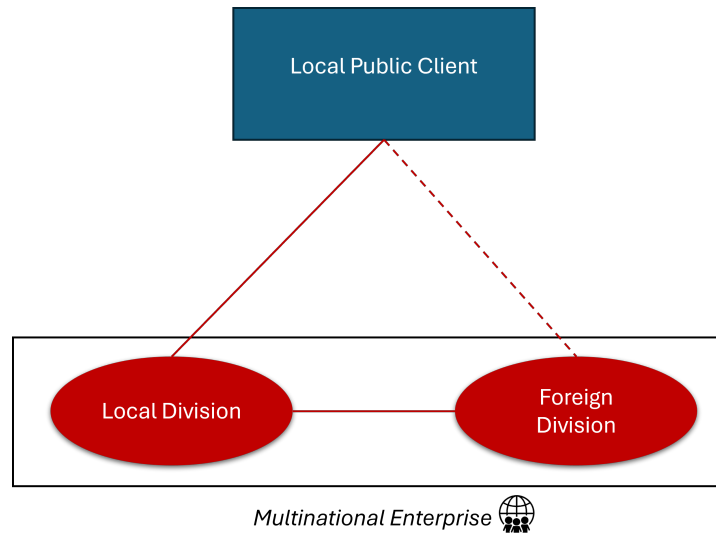 Local Public Client
Local Division
Foreign
Division
Multinational Enterprise